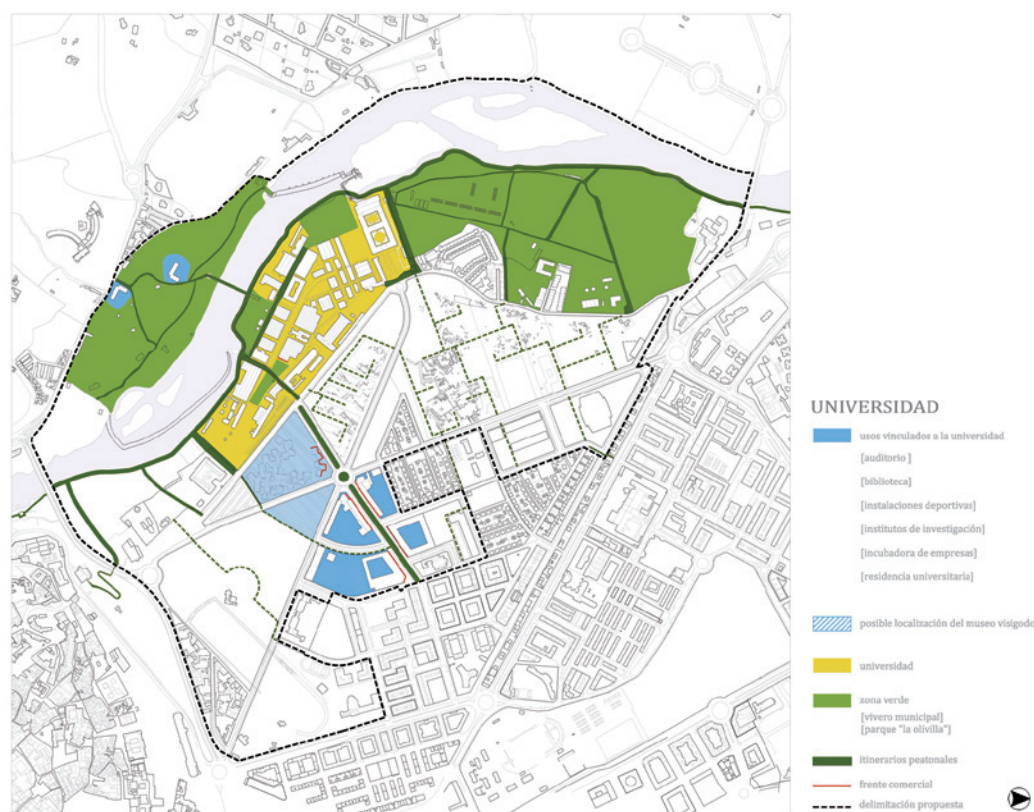 UNIVERSIDAD
usos vinculados a la universidad
[auditorio ]
[biblioteca]
[instalaciones deportivas]
[institutos de investigación]
[incubadora de empresas]
[residencia universitaria]
posible localización del museo visigodo
universidad
zona verde
[vivero municipal]
[parque "la olivilla"]
itinerarios peatonales
frente comercial
delimitación propuesta